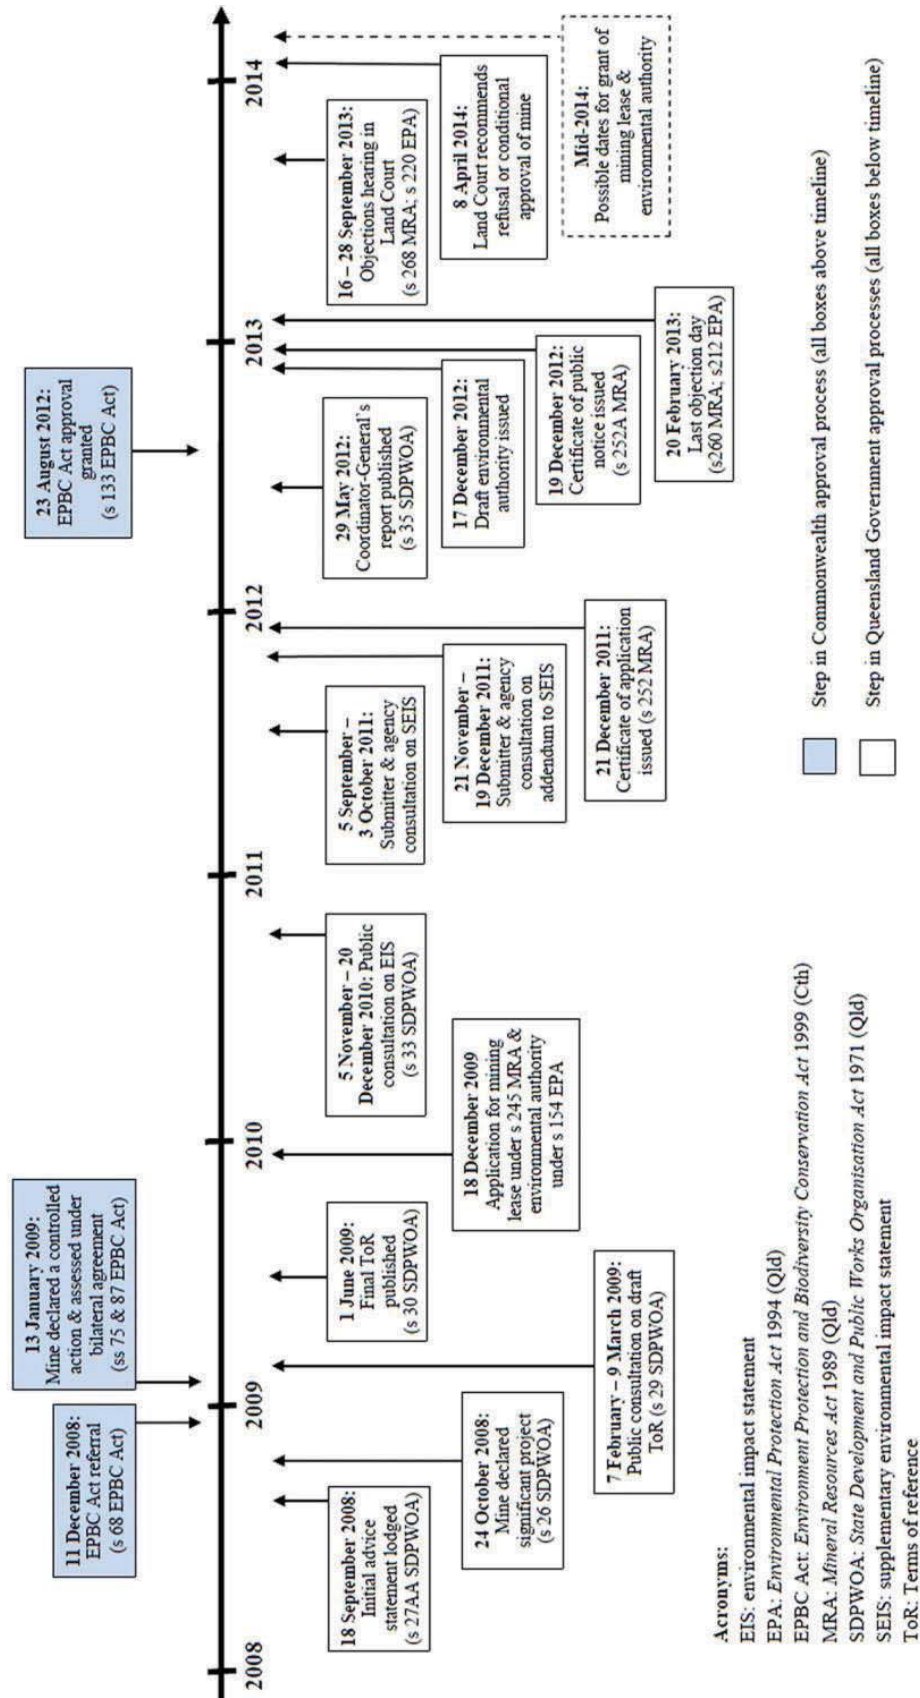 11 December 2008:
EPBC Act referral
(s 68 EPBC Act)
13 January 2009:
Mine declared a controlled
action & assessed under
bilateral agreement
(ss 75 & 87 EPBC Act)
23 August 2012:
EPBC Act approval
granted
(s 133 EPBC Act)
2008
2009
2010
2011
2012
2013
2014
18 September 2008:
Initial advice
statement lodged
(s 27AA SDPWOA)
24 October 2008:
Mine declared
significant project
(s 26 SDPWOA)
7 February – 9 March 2009:
Public consultation on draft
ToR (s 29 SDPWOA)
1 June 2009:
Final ToR
published
(s 30 SDPWOA)
18 December 2009
Application for mining
lease under s 245 MRA &
environmental authority
under s 154 EPA
5 November – 20
December 2010: Public
consultation on EIS
(s 33 SDPWOA)
5 September –
3 October 2011:
Submitter & agency
consultation on SEIS
21 November –
19 December 2011:
Submitter & agency
consultation on
addendum to SEIS
21 December 2011:
Certificate of application
issued (s 252 MRA)
29 May 2012:
Coordinator-General`s
report published
(s 35 SDPWOA)
17 December 2012:
Draft environmental
authority issued
19 December 2012:
Certificate of public
notice issued
(s 252A MRA)
20 February 2013:
Last objection day
(s260 MRA; s212 EPA)
16 – 28 September 2013:
Objections hearing in
Land Court
(s 268 MRA; s 220 EPA)
8 April 2014:
Land Court recommends
refusal or conditional
approval of mine
Mid-2014:
Possible dates for grant of
mining lease &
environmental authority
Acronyms:
EIS: environmental impact statement
EPA: Environmental Protection Act 1994 (Qld)
EPBC Act: Environment Protection and Biodiversity Conservation Act 1999 (Cth)
MRA: Mineral Resources Act 1989 (Qld)
SDPWOA: State Development and Public Works Organisation Act 1971 (Qld)
SEIS: supplementary environmental impact statement
ToR: Terms of reference
Step in Commonwealth approval process (all boxes above timeline)
Step in Queensland Government approval processes (all boxes below timeline)